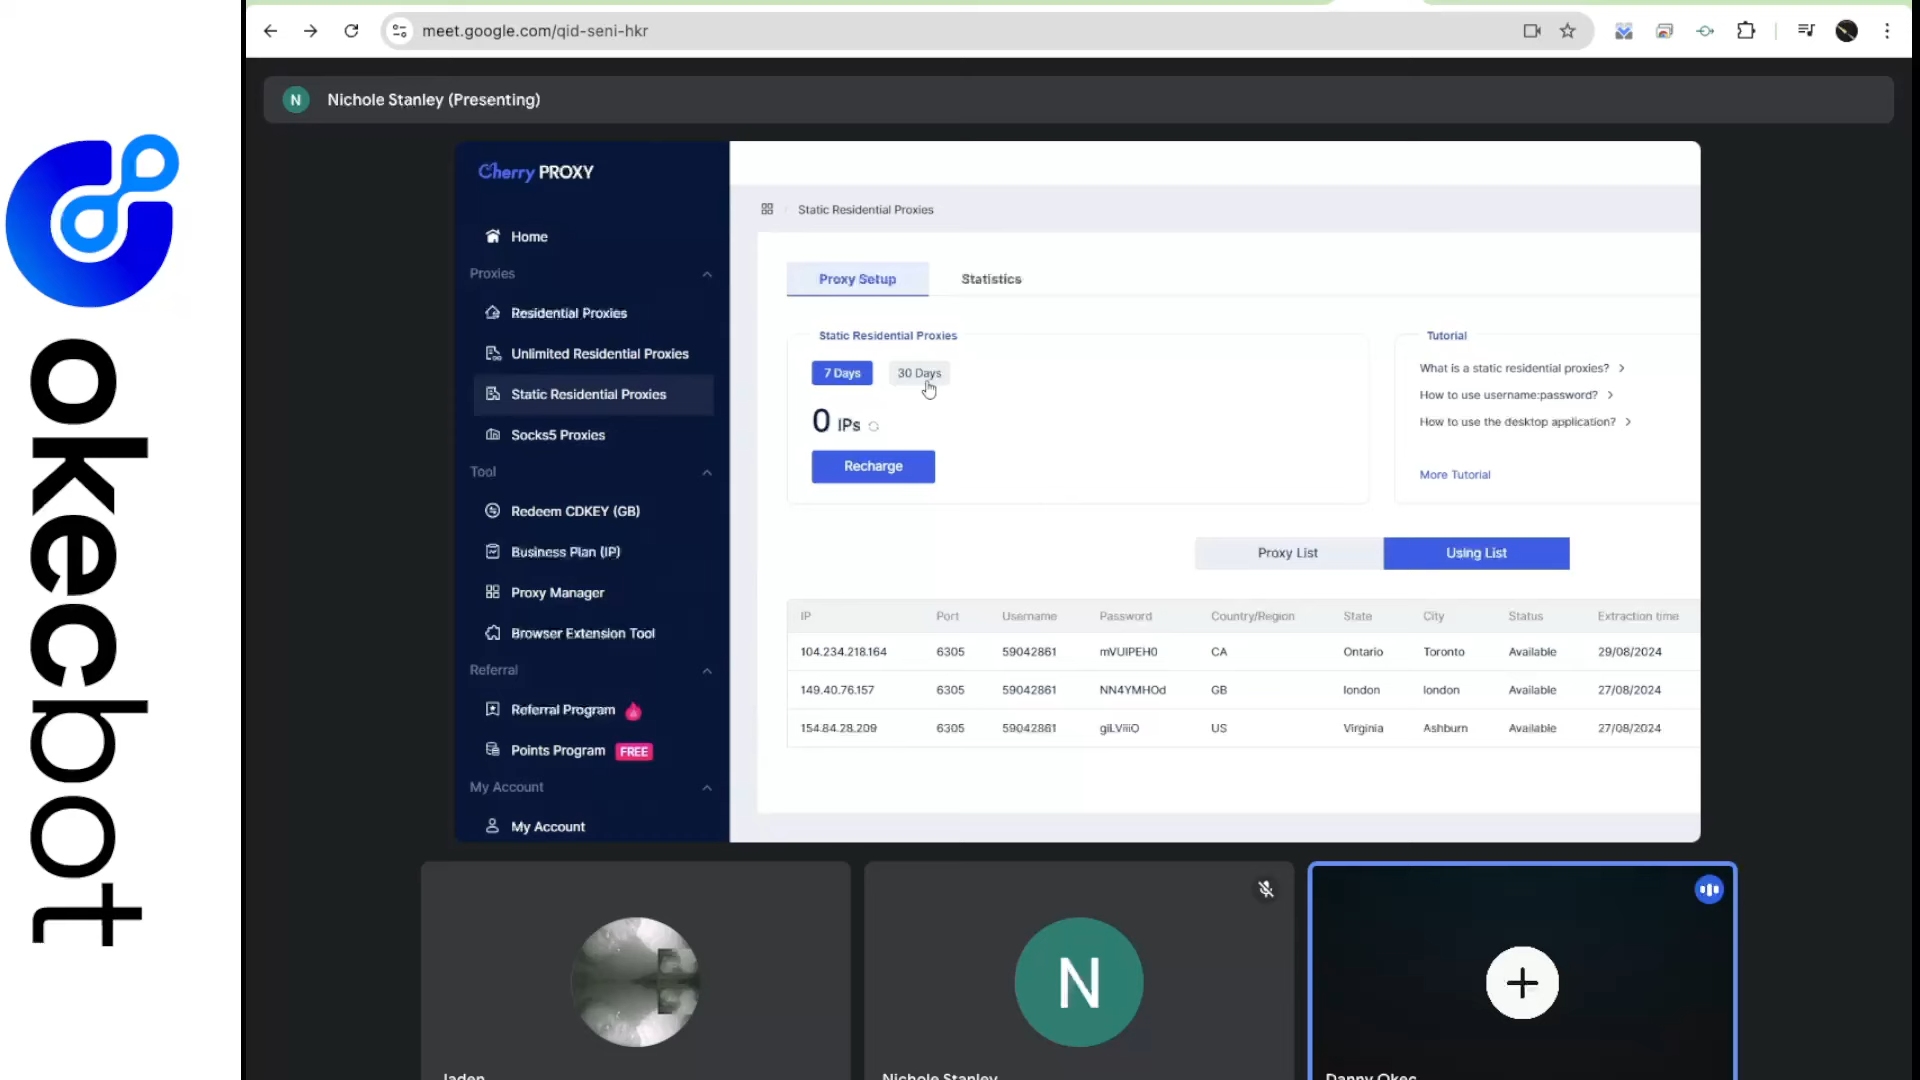 okecbot
meet.google.com/qid-seni-hkr
N
Nichole Stanley (Presenting)
Cherry PROXY
Home
Proxies
Residential Proxies
Unlimited Residential Proxies
Static Residential Proxies
Socks5 Proxies
Tool
Redeem CDKEY (GB)
Business Plan (IP)
Proxy Manager
Browser Extension Tool
Referral
Referral Program
Points Program FREE
My Account
My Account
Static Residential Proxies
Proxy Setup Statistics
Static Residential Proxies
7 Days 30 Days
0 IPs
Recharge
Tutorial
What is a static residential proxies?
How to use username:password?
How to use the desktop application?
More Tutorial
Proxy List Using List
IP Port Username Password Country/Region State City Status Extraction time
104.234.218.164 6305 59042861 mVUIPEH0 CA Ontario Toronto Available 29/08/2024
149.40.76.157 6305 59042861 NN4YMHOd GB london london Available 27/08/2024
154.84.28.209 6305 59042861 giLViiiQ US Virginia Ashburn Available 27/08/2024
N
Jaden
Nichole Stanley
Danny Okec